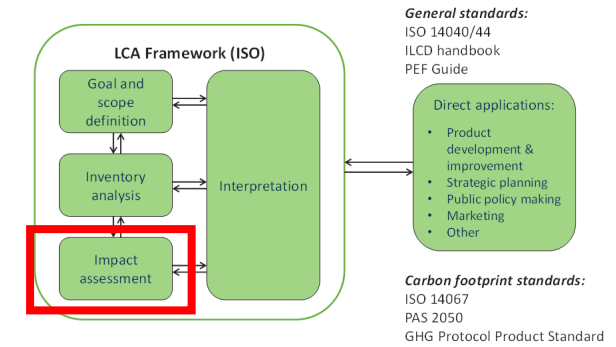 General standards:
ISO 14040/44
ILCD handbook
PEF Guide
LCA Framework (ISO)
Goal and
scope
definition
Inventory
analysis
Impact
assessment
Interpretation
Direct applications:
• Product
development &
improvement
• Strategic planning
• Public policy making
• Marketing
• Other
Carbon footprint standards:
ISO 14067
PAS 2050
GHG Protocol Product Standard